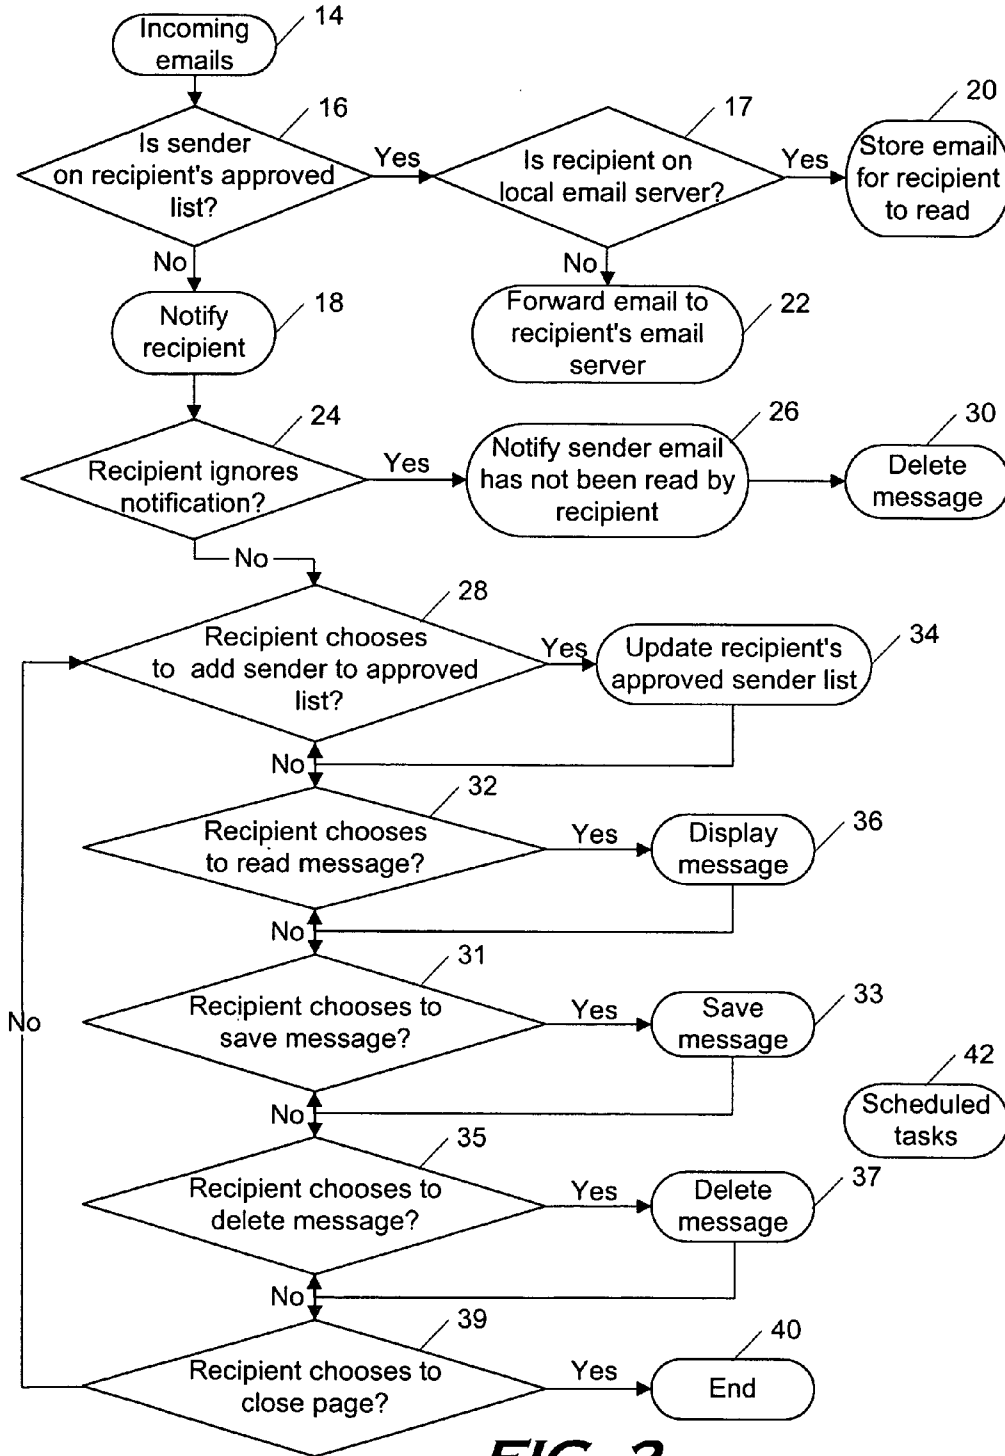 14
Incoming
emails
16
Is sender
on recipient's approved
list?
Yes
17
Is recipient on
local email server?
Yes
20
Store email
for recipient
to read
No
18
Notify
recipient
No
22
Forward email to
recipient's email
server
24
Recipient ignores
notification?
Yes
26
Notify sender email
has not been read by
recipient
30
Delete
message
No
28
Recipient chooses
to add sender to approved
list?
Yes
34
Update recipient's
approved sender list
No
32
Recipient chooses
to read message?
Yes
36
Display
message
No
31
Recipient chooses to
save message?
Yes
33
Save
message
No
42
Scheduled
tasks
No
35
Recipient chooses to
delete message?
Yes
37
Delete
message
No
39
Recipient chooses to
close page?
Yes
40
End